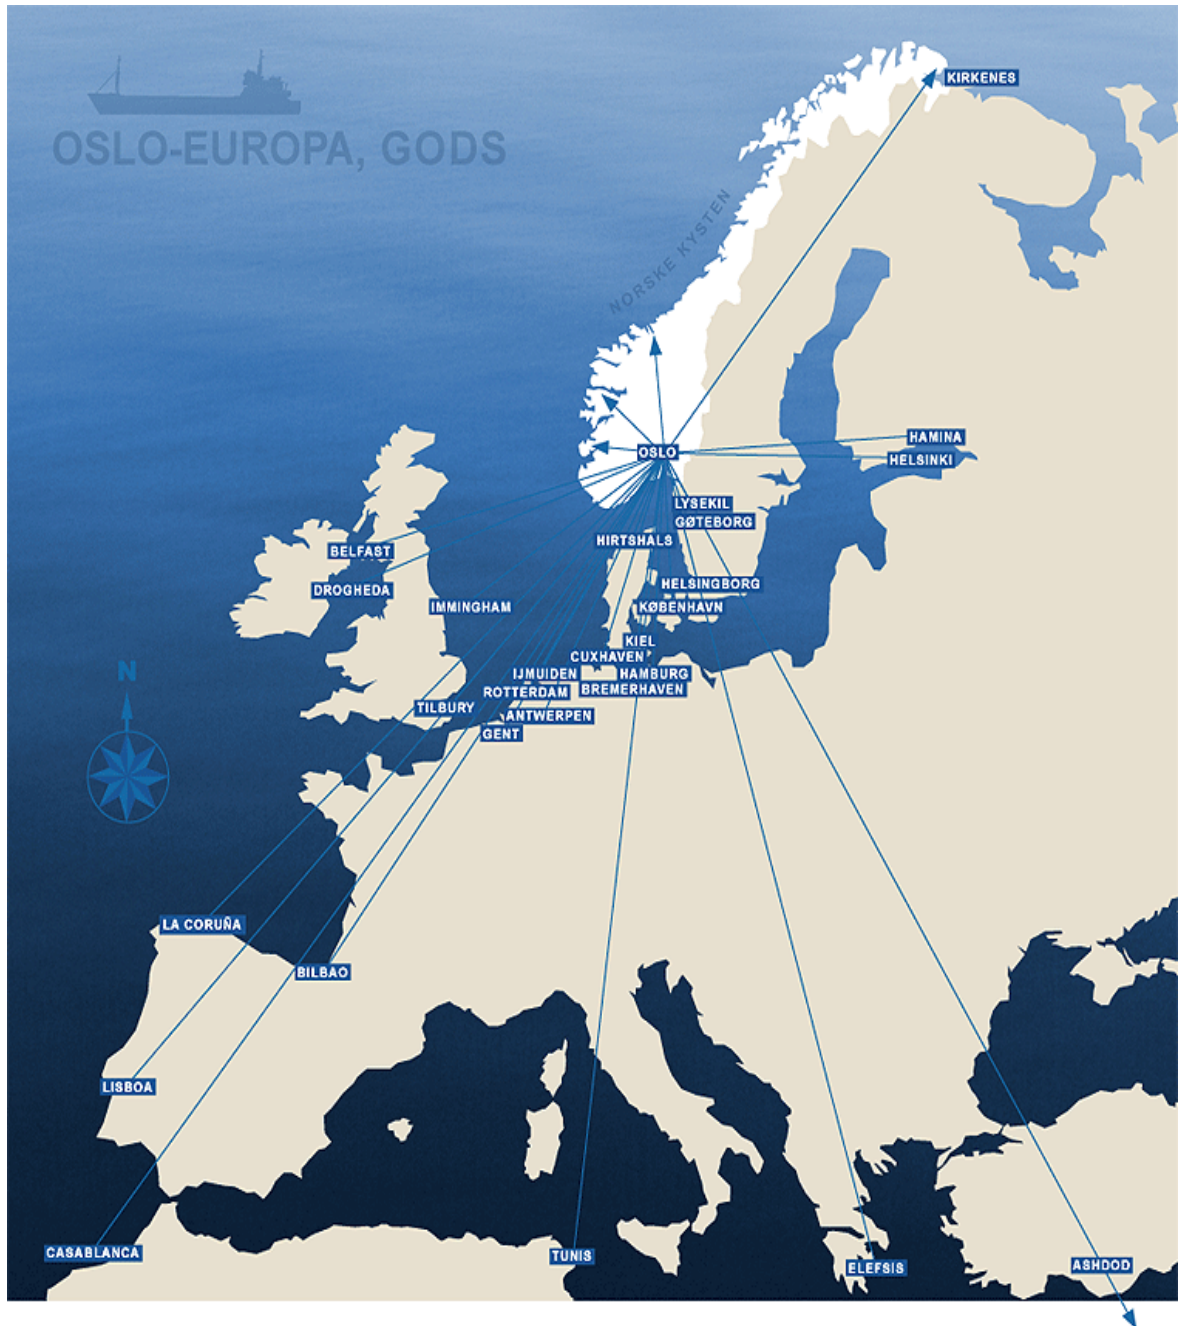 OSLO-EUROPA, GODS
KIRKENES
NORSKE KYSTEN
HAMINA
OSLO
HELSINKI
LYSEKIL
GØTEBORG
HIRTSHALS
BELFAST
HELSINGBORG
DROGHEDA
IMMINGHAM
KØBENHAVN
KIEL
CUXHAVEN
IJMUIDEN
HAMBURG
ROTTERDAM
BREMERHAVEN
TILBURY
ANTWERPEN
GENT
N
LA CORUÑA
BILBAO
LISBOA
CASABLANCA
TUNIS
ELEFSIS
ASHDOD